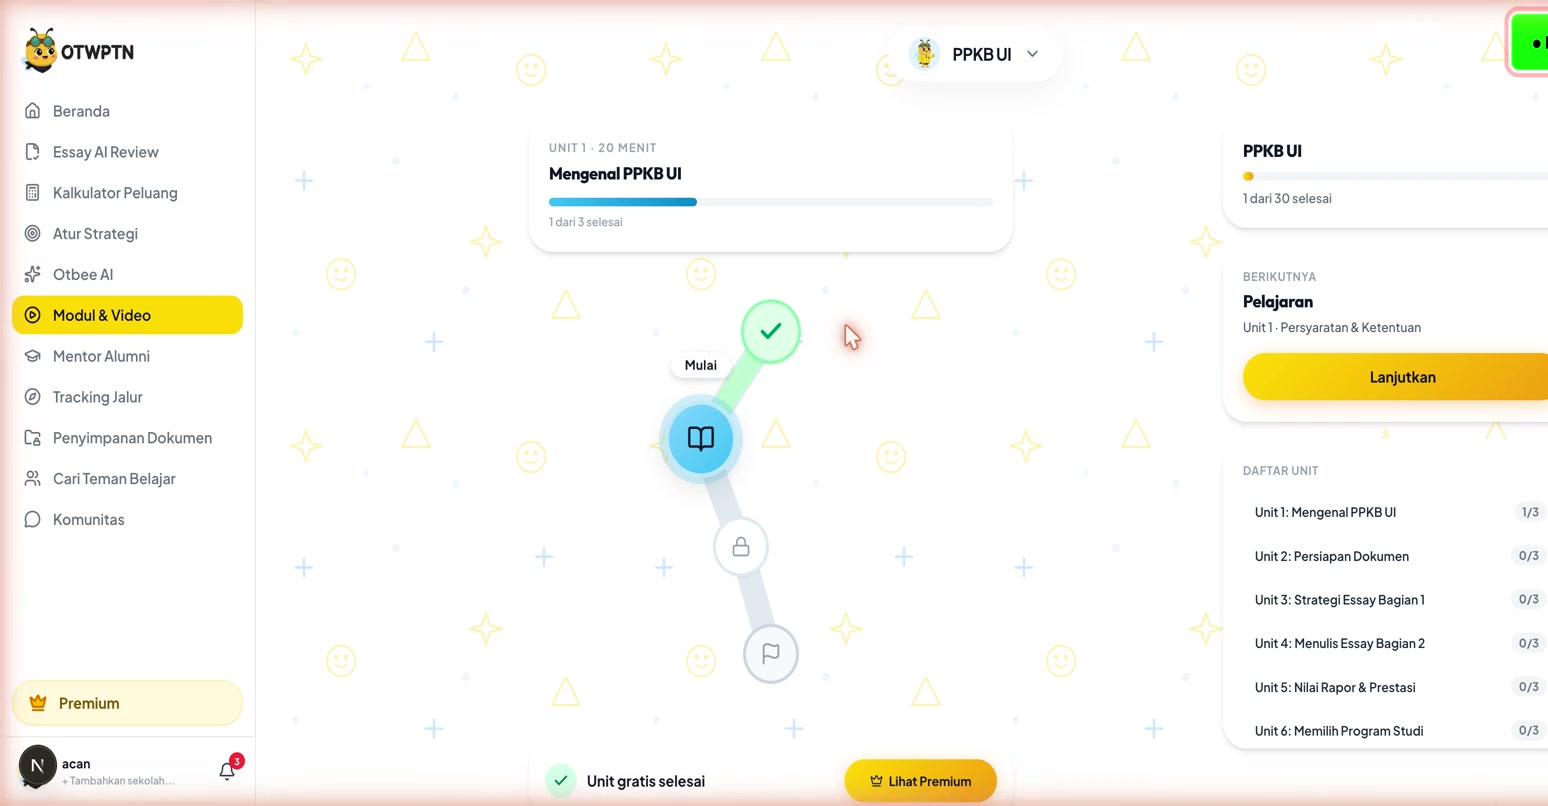 OTWPTN
Beranda
Essay AI Review
Kalkulator Peluang
Atur Strategi
Otbee AI
Modul & Video
Mentor Alumni
Tracking Jalur
Penyimpanan Dokumen
Cari Teman Belajar
Komunitas
Premium
N
acan
+ Tambahkan sekolah...
3
PPKB UI
UNIT 1 · 20 MENIT
Mengenal PPKB UI
1 dari 3 selesai
Mulai
Unit gratis selesai
Lihat Premium
PPKB UI
1 dari 30 selesai
BERIKUTNYA
Pelajaran
Unit 1 · Persyaratan & Ketentuan
Lanjutkan
DAFTAR UNIT
Unit 1: Mengenal PPKB UI 1/3
Unit 2: Persiapan Dokumen 0/3
Unit 3: Strategi Essay Bagian 1 0/3
Unit 4: Menulis Essay Bagian 2 0/3
Unit 5: Nilai Rapor & Prestasi 0/3
Unit 6: Memilih Program Studi 0/3